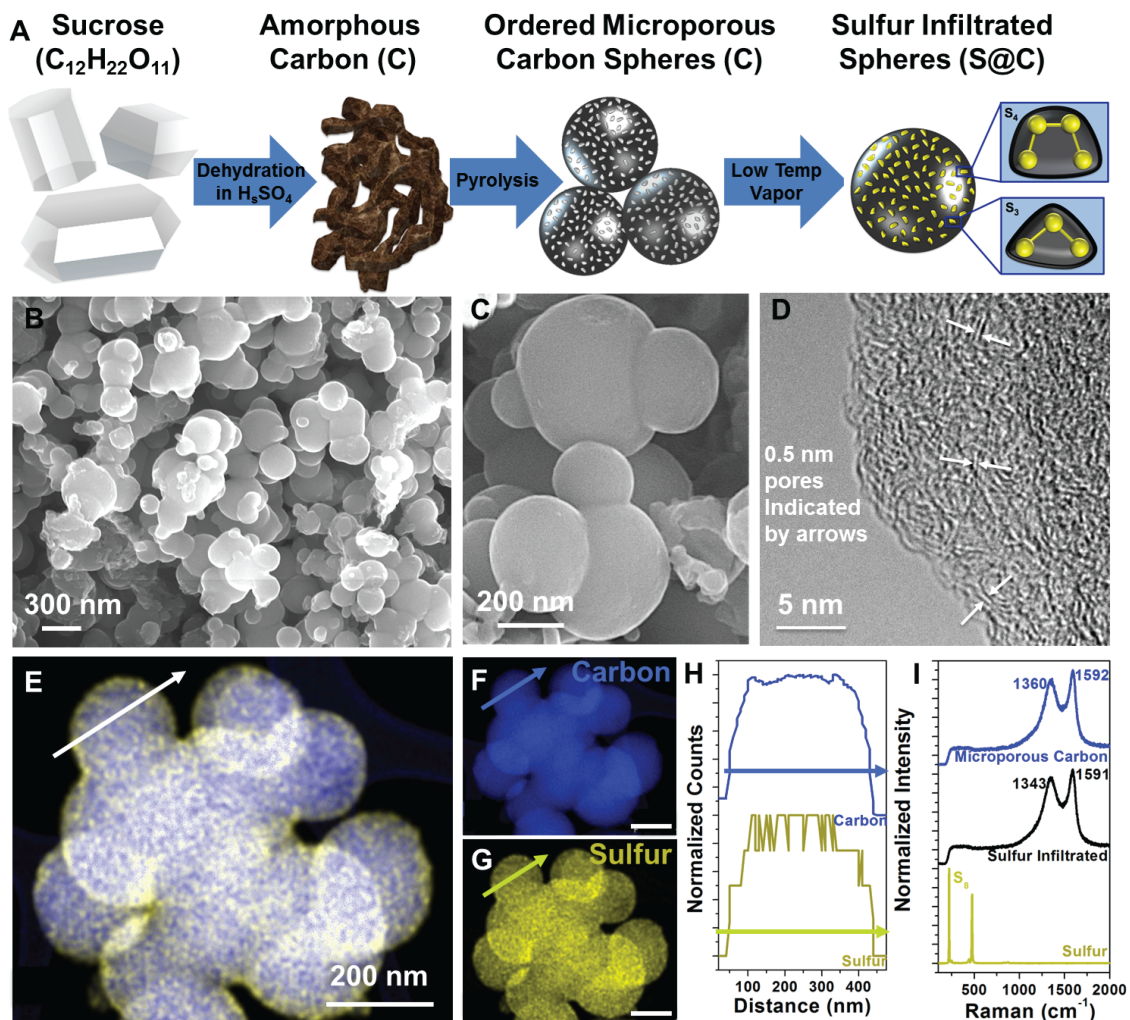 A
Sucrose
(C₁₂H₂₂O₁₁)
Amorphous
Carbon (C)
Ordered Microporous
Carbon Spheres (C)
Sulfur Infiltrated
Spheres (S@C)
Dehydration
in HₛSO₄
Pyrolysis
Low Temp
Vapor
S₄
S₃
B
300 nm
C
200 nm
D
0.5 nm
pores
Indicated
by arrows
5 nm
E
200 nm
F
Carbon
G
Sulfur
H
Normalized Counts
Carbon
Sulfur
100 200 300 400
Distance (nm)
I
Normalized Intensity
1360
1592
Microporous Carbon
1343
1591
Sulfur Infiltrated
S₈
Sulfur
500 1000 1500 2000
Raman (cm⁻¹)